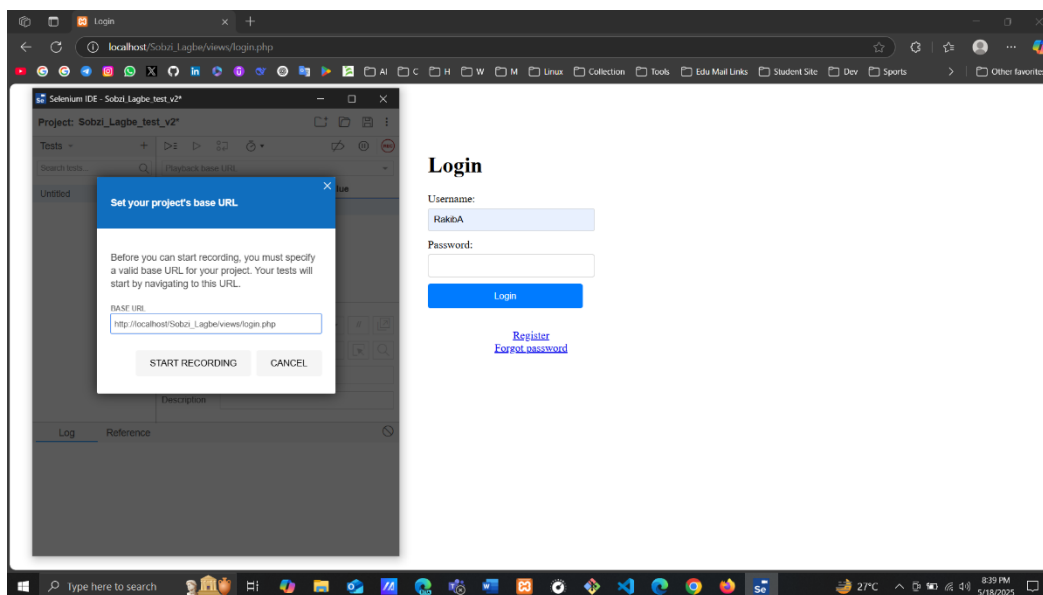 Login
localhost/Sobzi_Lagbe/views/login.php
AI
C
H
W
M
Linux
Collection
Tools
Edu Mail Links
Student Site
Dev
Sports
Other favorites
Selenium IDE - Sobzi_Lagbe_test_v2*
Project: Sobzi_Lagbe_test_v2*
Tests
Search tests...
Playback base URL
REC
Untitled
lue
Set your project's base URL
Before you can start recording, you must specify
a valid base URL for your project. Your tests will
start by navigating to this URL.
BASE URL
http://localhost/Sobzi_Lagbe/views/login.php
START RECORDING
CANCEL
Description
Log
Reference
Login
Username:
RakibA
Password:
Login
Register
Forgot password
Type here to search
27°C
8:39 PM
5/18/2025